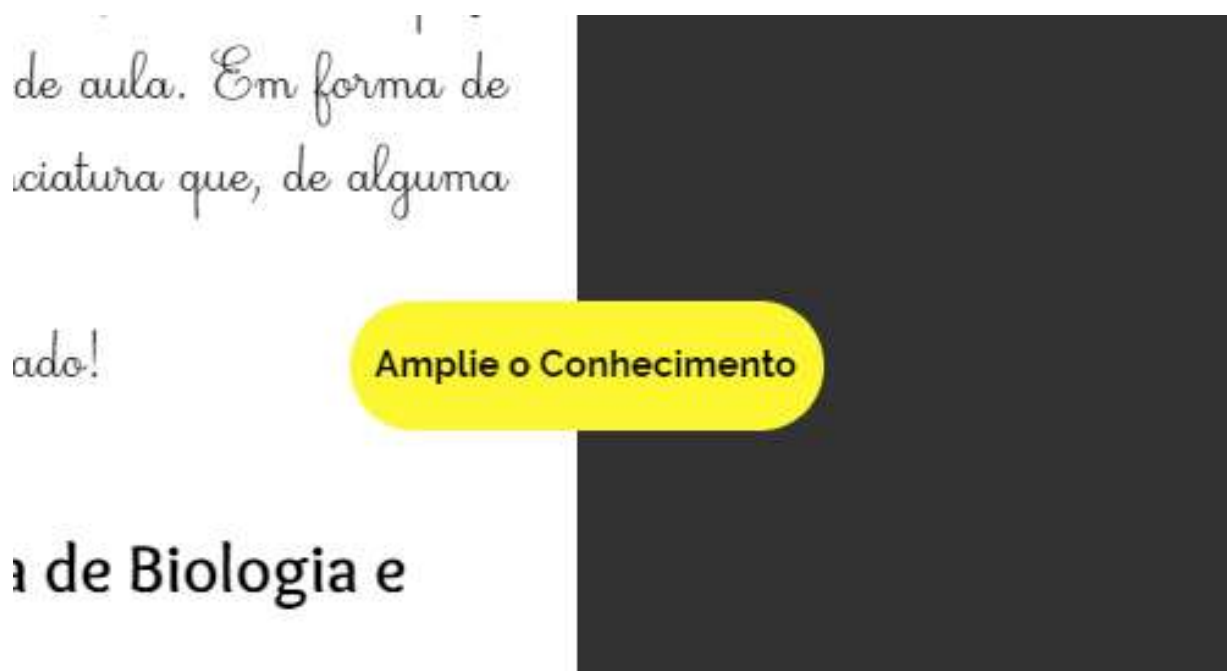 de aula. Em forma de
ciatura que, de alguma
ado!
Amplie o Conhecimento
de Biologia e